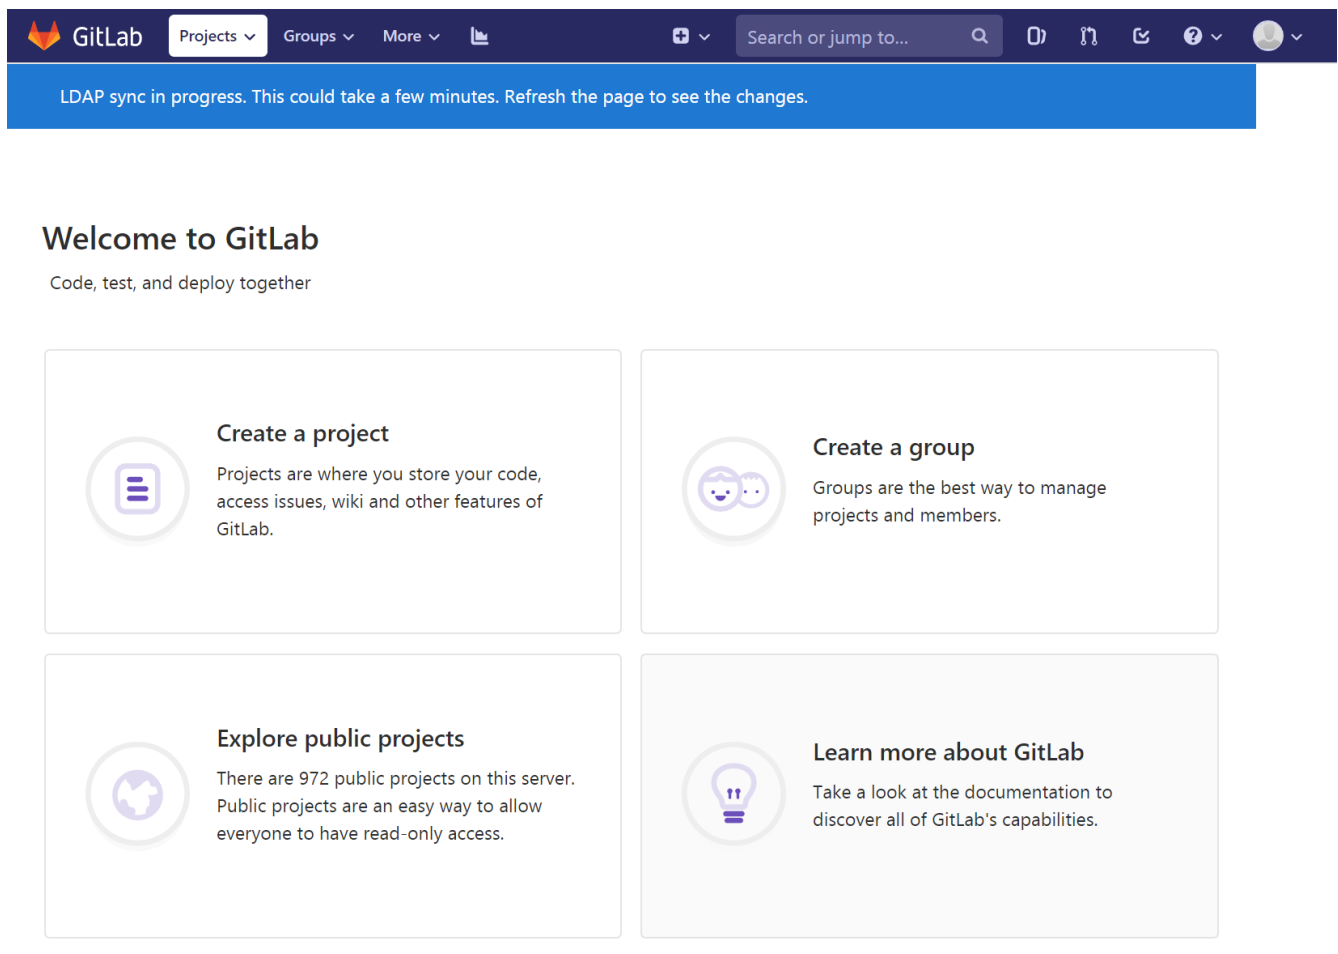 GitLab Projects Groups More Search or jump to...
LDAP sync in progress. This could take a few minutes. Refresh the page to see the changes.
Welcome to GitLab
Code, test, and deploy together
Create a project
Projects are where you store your code,
access issues, wiki and other features of
GitLab.
Create a group
Groups are the best way to manage
projects and members.
Explore public projects
There are 972 public projects on this server.
Public projects are an easy way to allow
everyone to have read-only access.
Learn more about GitLab
Take a look at the documentation to
discover all of GitLab's capabilities.